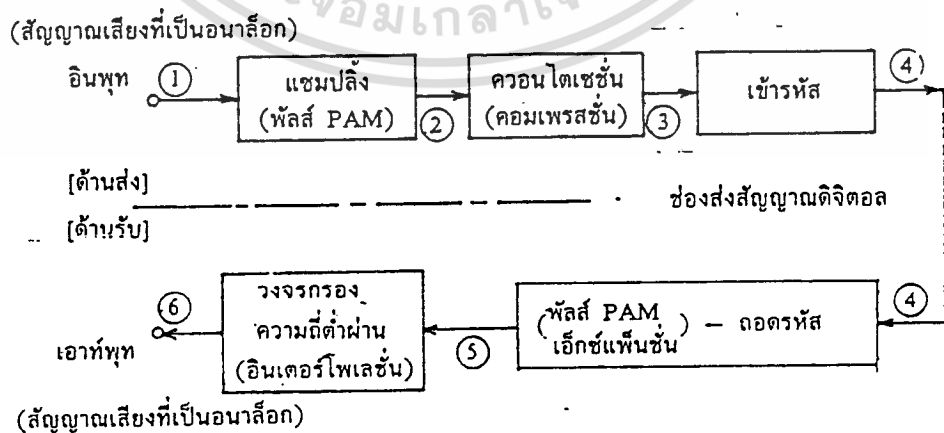 (สัญญาณเสียงที่เป็นอนาล็อก)
อินพุท ① แซมปลิ้ง ควอนไตเซชั่น เข้ารหัส ④
(พัลส์ PAM) ② (คอมเพรสชั่น) ③
[ด้านส่ง]
ช่องส่งสัญญาณดิจิตอล
[ด้านรับ]
⑥ วงจรกรอง
ความถี่ต่ำผ่าน
(อินเตอร์โพเลชั่น)
เอาท์พุท
⑤
(พัลส์ PAM
เอ็กซ์แพ็นชั่น) – ถอดรหัส
④
(สัญญาณเสียงที่เป็นอนาล็อก)